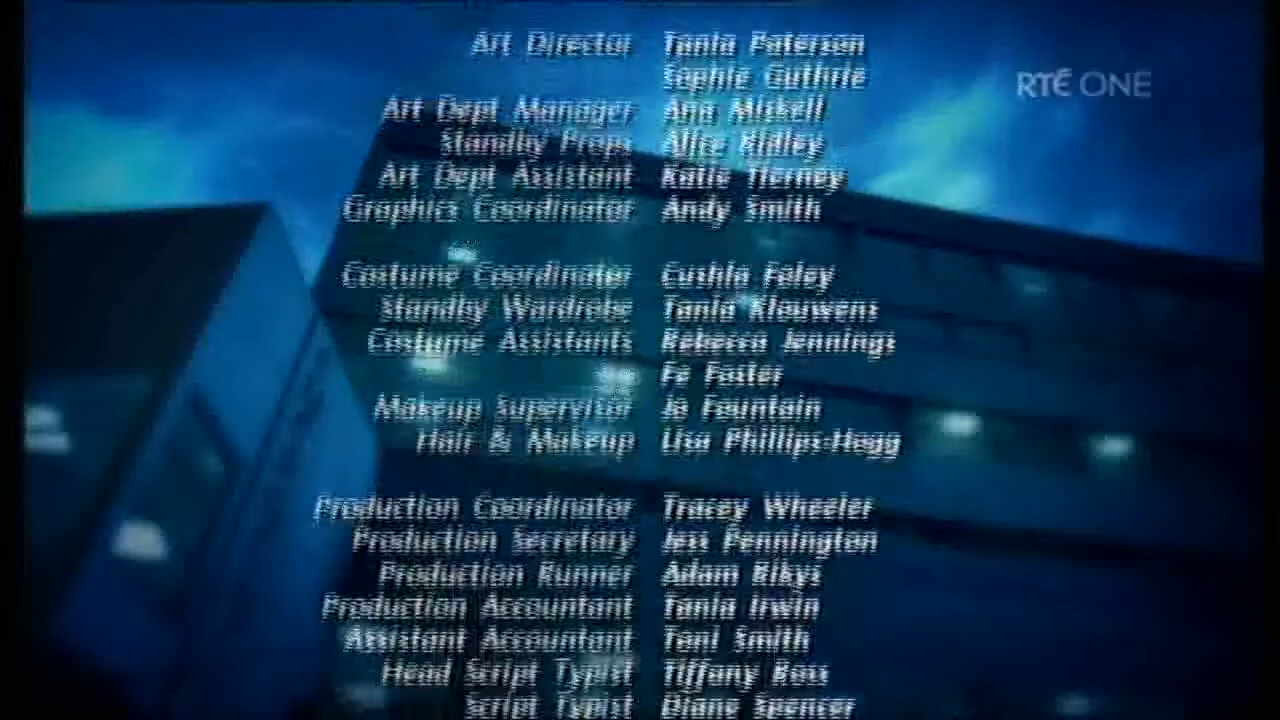 Art Director Tania Paterson
Sophie Guthrie
RTÉ ONE
Art Dept Manager Ann Miskell
Standby Props Alice Ridley
Art Dept Assistant Katie Tierney
Graphics Coordinator Andy Smith
Costume Coordinator Cushla Foley
Standby Wardrobe Tania Klouwens
Costume Assistants Rebecca Jennings
Fe Foster
Makeup Supervisor Jo Fountain
Hair & Makeup Lisa Phillips-Hegg
Production Coordinator Tracey Wheeler
Production Secretary Jess Pennington
Production Runner Adam
Production Accountant Tania Irwin
Assistant Accountant Toni Smith
Head Script Typist Tiffany Ross
Script Typist Diane Spencer